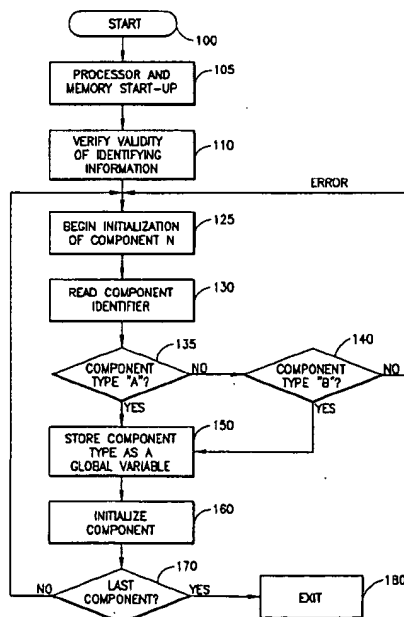 START
100
PROCESSOR AND
MEMORY START-UP
105
VERIFY VALIDITY
OF IDENTIFYING
INFORMATION
110
ERROR
BEGIN INITIALIZATION
OF COMPONENT N
125
READ COMPONENT
IDENTIFIER
130
COMPONENT
TYPE "A"?
135
NO
YES
COMPONENT
TYPE "B"?
140
NO
YES
STORE COMPONENT
TYPE AS A
GLOBAL VARIABLE
150
INITIALIZE
COMPONENT
160
LAST
COMPONENT?
170
NO
YES
EXIT
180